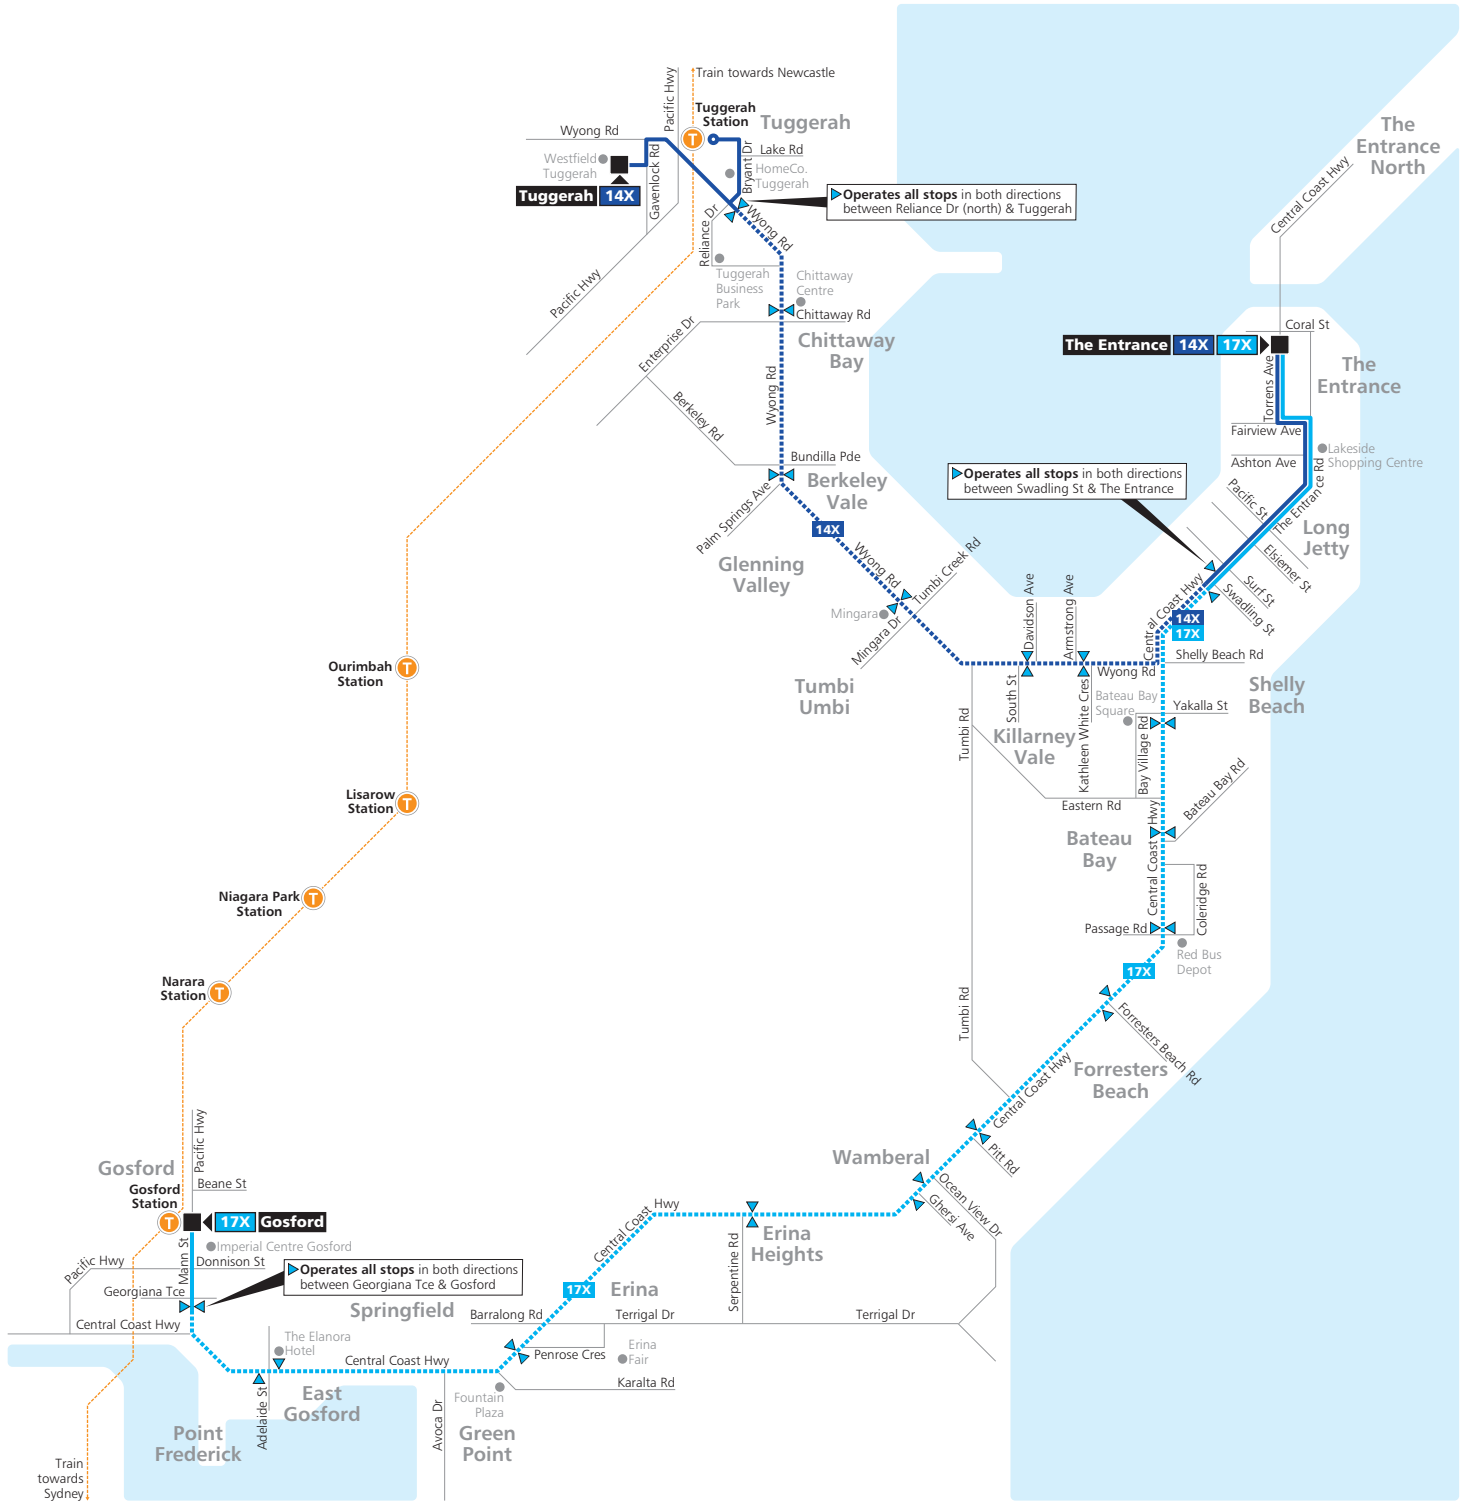 Train towards Newcastle
Pacific Hwy
Tuggerah
Station
Tuggerah
Wyong Rd
Westfield
Tuggerah
Gavenlock Rd
Lake Rd
Bryant Dr
HomeCo.
Tuggerah
Tuggerah 14X
Operates all stops in both directions
between Reliance Dr (north) & Tuggerah
Reliance Dr
Wyong Rd
Pacific Hwy
Tuggerah
Business
Park
Chittaway
Centre
Chittaway Rd
Chittaway
Bay
Enterprise Dr
Wyong Rd
Berkeley Rd
Bundilla Pde
Berkeley
Vale
Palm Springs Ave
14X
Glenning
Valley
Wyong Rd
Tumbi Creek Rd
Mingara
Mingara Dr
Tumbi
Umbi
The
Entrance
North
Central Coast Hwy
Coral St
The Entrance 14X 17X
Torrens Ave
The
Entrance
Fairview Ave
Ashton Ave
Lakeside
Shopping Centre
The Entrance Rd
Operates all stops in both directions
between Swadling St & The Entrance
Pacific St
Long
Jetty
Elsiemer St
Surf St
Swadling St
Central Coast Hwy
14X
17X
Davidson Ave
Armstrong Ave
Wyong Rd
Shelly Beach Rd
Shelly
Beach
South St
Kathleen White Cres
Bateau Bay
Square
Yakalla St
Killarney
Vale
Tumbi Rd
Bay Village Rd
Eastern Rd
Bateau Bay Rd
Bateau
Bay
Central Coast Hwy
Coleridge Rd
Passage Rd
Red Bus
Depot
17X
Tumbi Rd
Forresters Beach Rd
Forresters
Beach
Central Coast Hwy
Pitt Rd
Wamberal
Ocean View Dr
Ghersi Ave
Ourimbah
Station
Lisarow
Station
Niagara Park
Station
Narara
Station
Pacific Hwy
Gosford
Beane St
Gosford
Station
17X Gosford
Imperial Centre Gosford
Mann St
Donnison St
Pacific Hwy
Georgiana Tce
Central Coast Hwy
Operates all stops in both directions
between Georgiana Tce & Gosford
Springfield
The Elanora
Hotel
Central Coast Hwy
Adelaide St
East
Gosford
Point
Frederick
Train
towards
Sydney
Avoca Dr
Fountain
Plaza
Green
Point
Karalta Rd
Penrose Cres
Erina
Fair
Barralong Rd
Terrigal Dr
Terrigal Dr
17X
Erina
Central Coast Hwy
Serpentine Rd
Erina
Heights
T
T
T
T
T
T